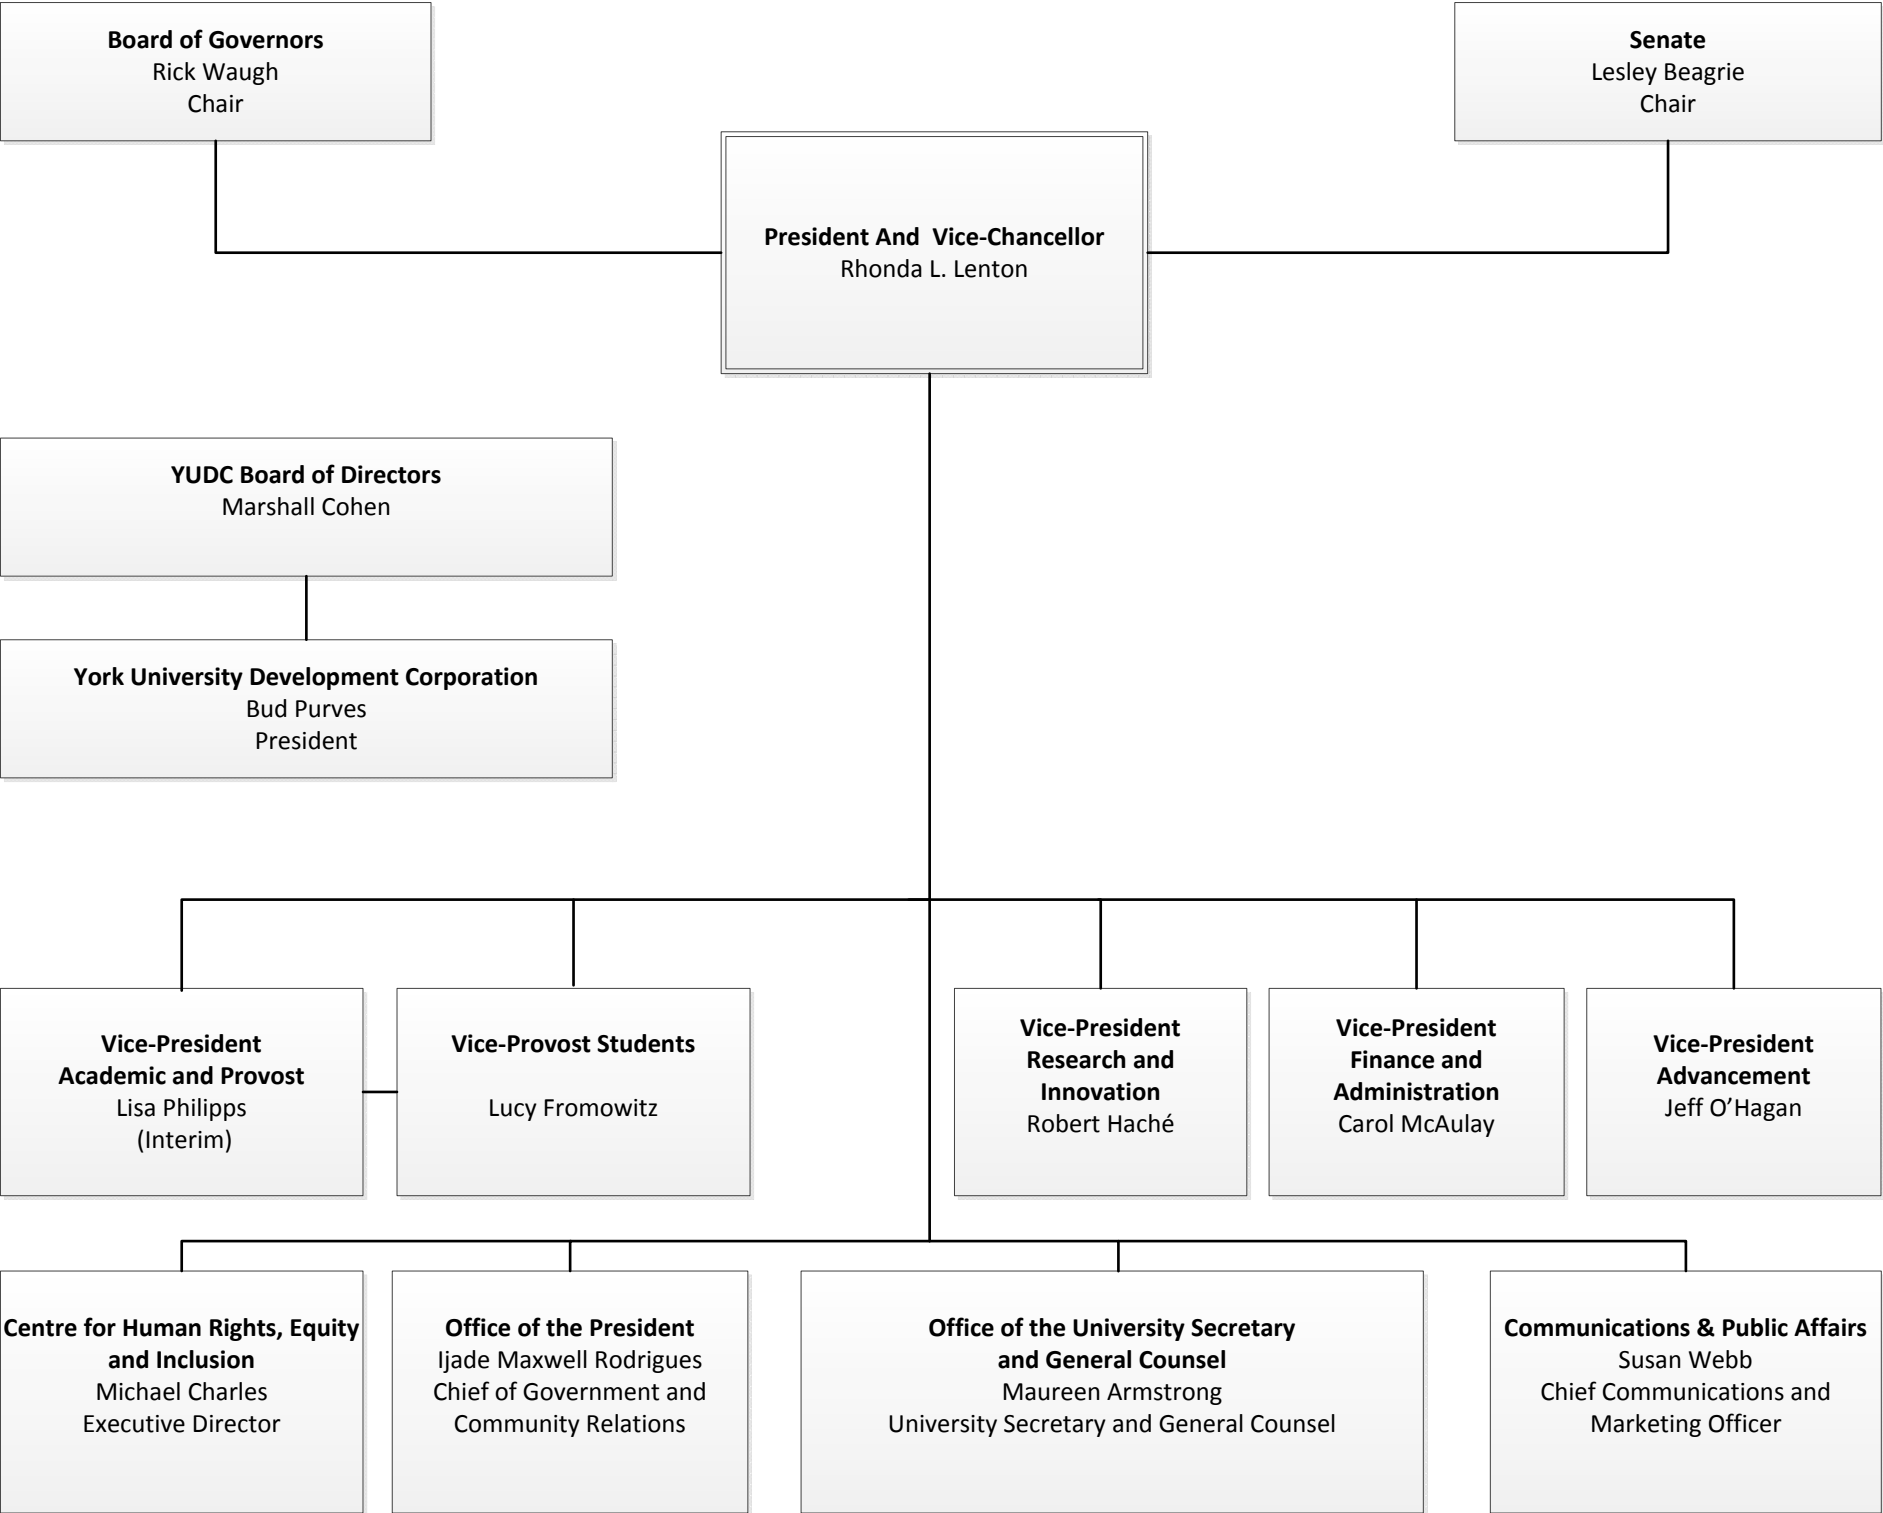 Board of Governors
Rick Waugh
Chair
Senate
Lesley Beagrie
Chair
President And  Vice-Chancellor
Rhonda L. Lenton
YUDC Board of Directors
Marshall Cohen
York University Development Corporation
Bud Purves
President
Vice-President
Academic and Provost
Lisa Philipps
(Interim)
Vice-Provost Students
Lucy Fromowitz
Vice-President
Research and
Innovation
Robert Haché
Vice-President
Finance and
Administration
Carol McAulay
Vice-President
Advancement
Jeff O’Hagan
Centre for Human Rights, Equity
and Inclusion
Michael Charles
Executive Director
Office of the President
Ijade Maxwell Rodrigues
Chief of Government and
Community Relations
Office of the University Secretary
and General Counsel
Maureen Armstrong
University Secretary and General Counsel
Communications & Public Affairs
Susan Webb
Chief Communications and
Marketing Officer